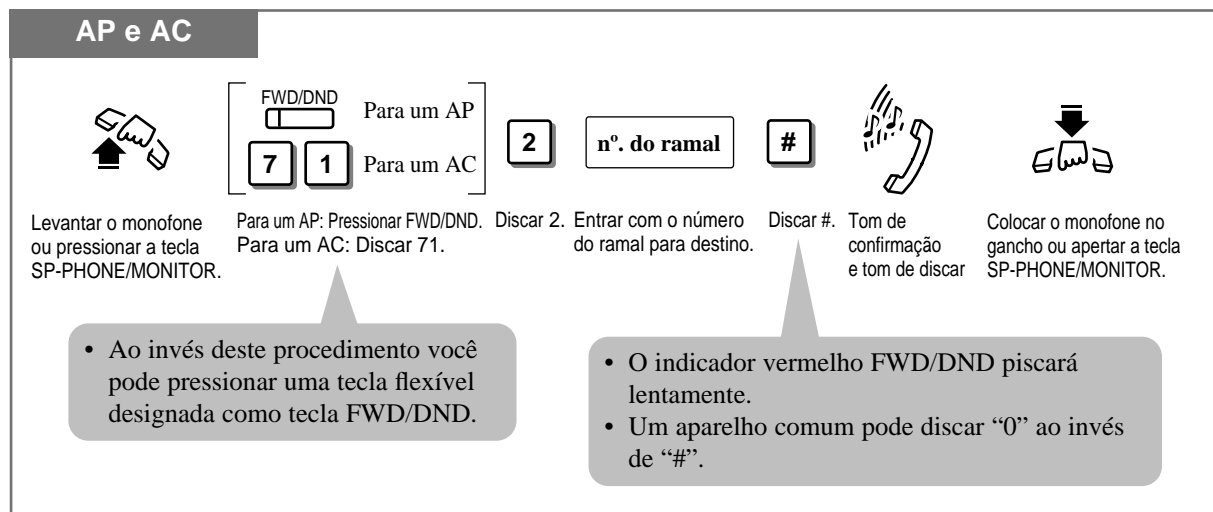 AP e AC
FWD/DND
Para um AP
7 1 Para um AC
2
nº. do ramal
#
Levantar o monofone
ou pressionar a tecla
SP-PHONE/MONITOR.
Para um AP: Pressionar FWD/DND.
Para um AC: Discar 71.
Discar 2.
Entrar com o número
do ramal para destino.
Discar #.
Tom de
confirmação
e tom de discar
Colocar o monofone no
gancho ou apertar a tecla
SP-PHONE/MONITOR.
• Ao invés deste procedimento você
pode pressionar uma tecla flexível
designada como tecla FWD/DND.
• O indicador vermelho FWD/DND piscará
lentamente.
• Um aparelho comum pode discar “0” ao invés
de “#”.